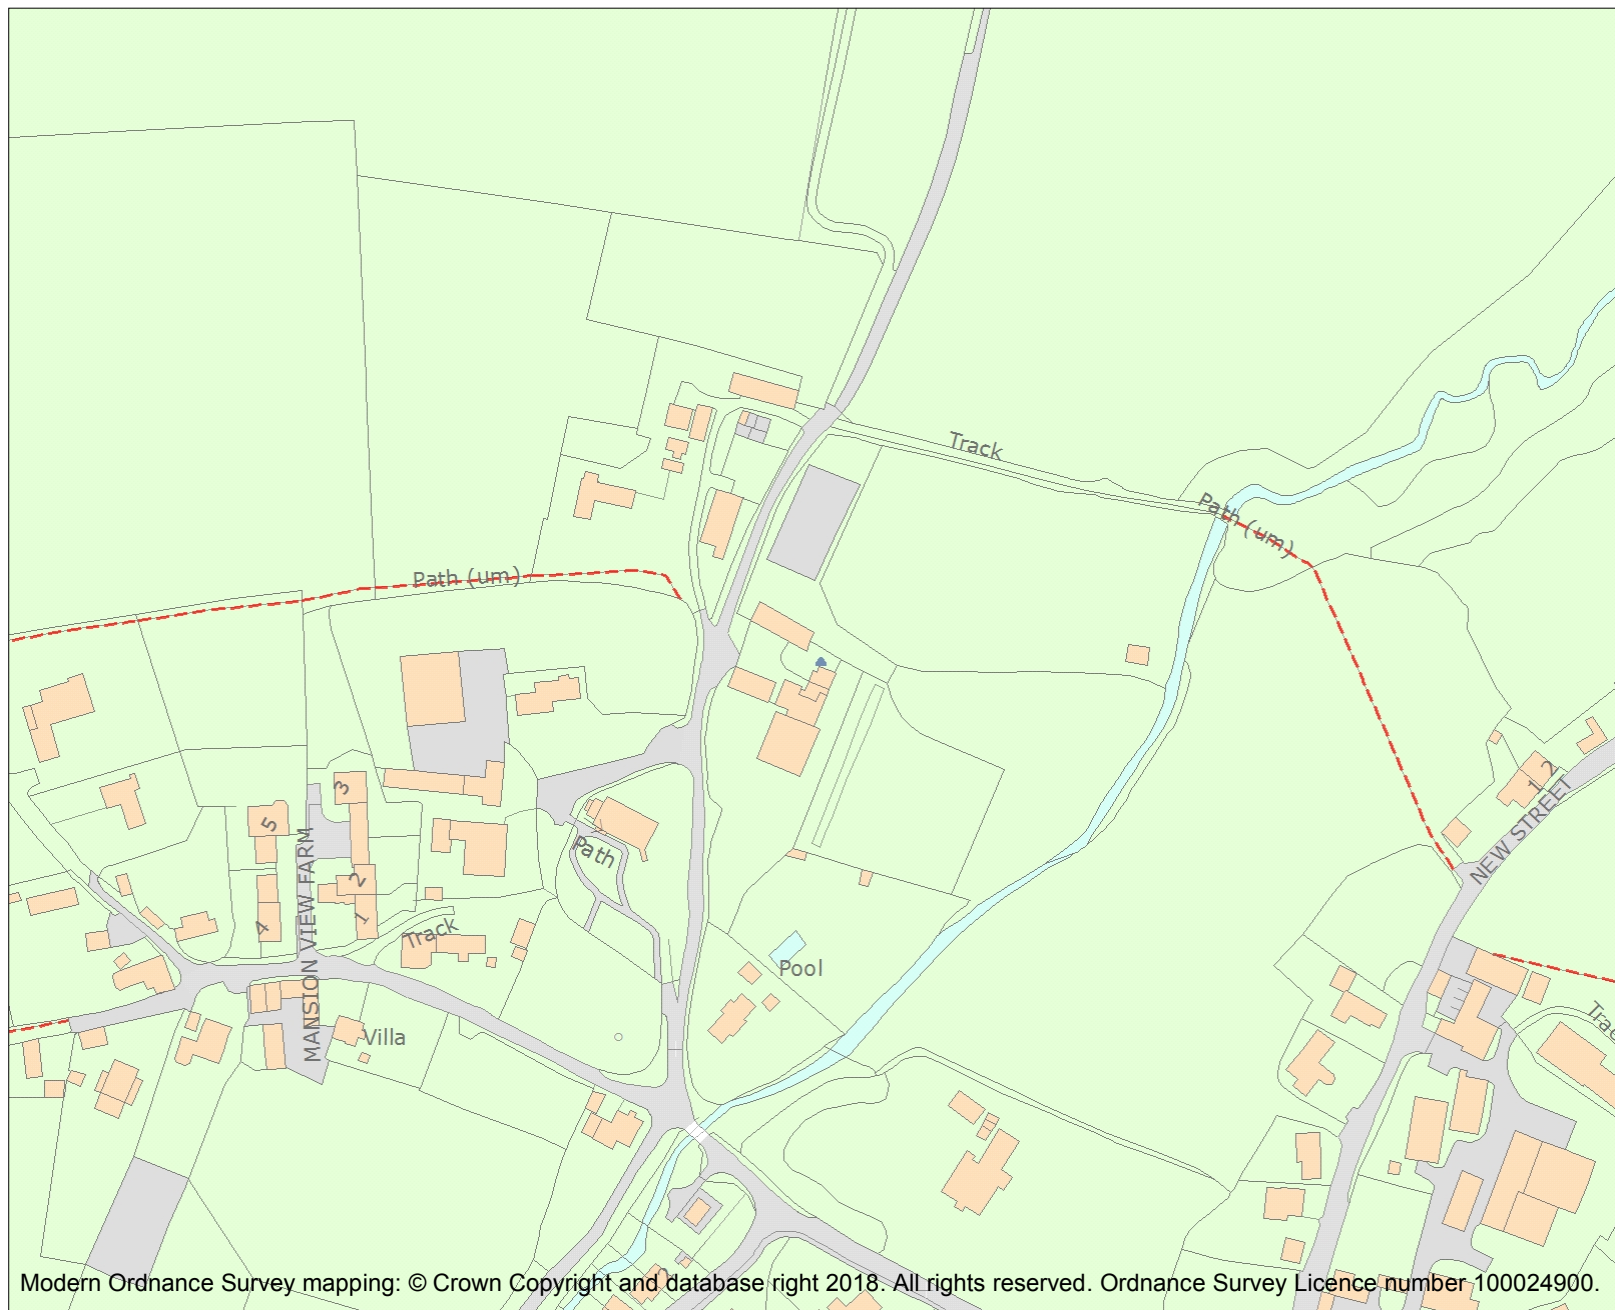 Track
Path (um)
Path (um)
2
1
NEW STREET
3
5
Path
2
1
4
Track
MANSION VIEW FARM
Pool
Villa
2
Modern Ordnance Survey mapping: © Crown Copyright and database right 2018. All rights reserved. Ordnance Survey Licence number 100024900.